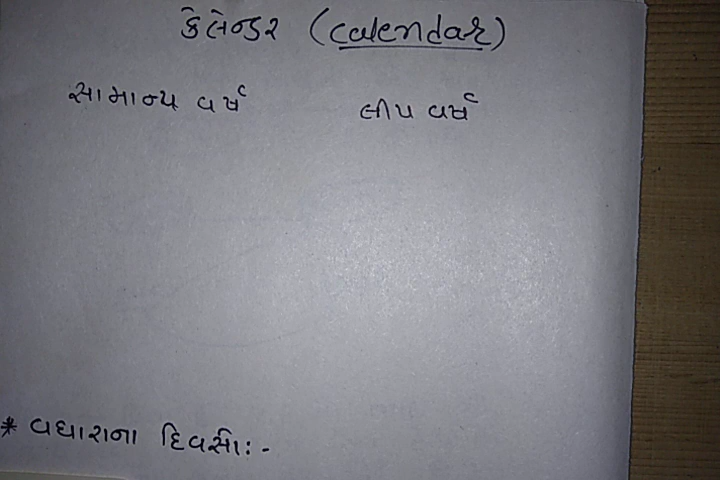 કેલેન્ડર (Calendar)
સામાન્ય વર્ષ લીપ વર્ષ
* વધારાના દિવસો:-